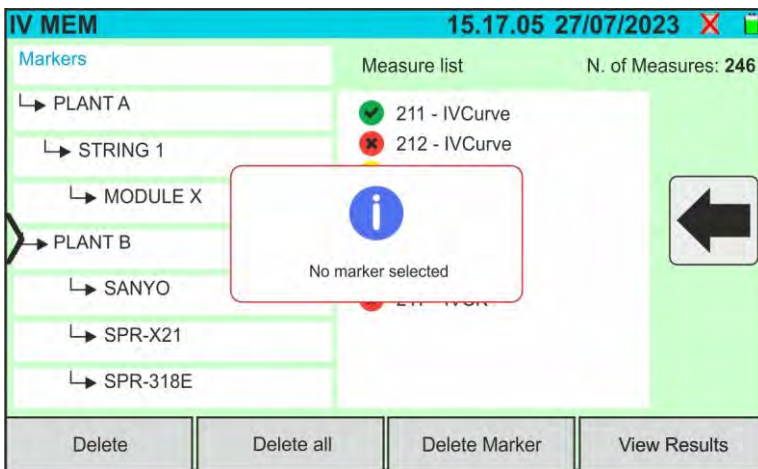 IV MEM 15.17.05 27/07/2023
Markers
Measure list N. of Measures: 246
PLANT A
211 - IVCurve
STRING 1
212 - IVCurve
MODULE X
PLANT B
No marker selected
SANYO
SPR-X21
SPR-318E
Delete Delete all Delete Marker View Results